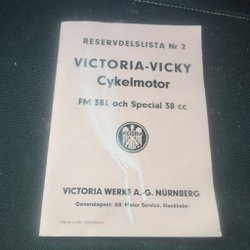 RESERVDELSLISTA Nr 2
VICTORIA-VICKY
Cykelmotor
FM 38L och Special 38 cc
VICTORIA
VICTORIA WERKE A. G. NÜRNBERG
Generalagent: AB. Motor Service, Stockholm